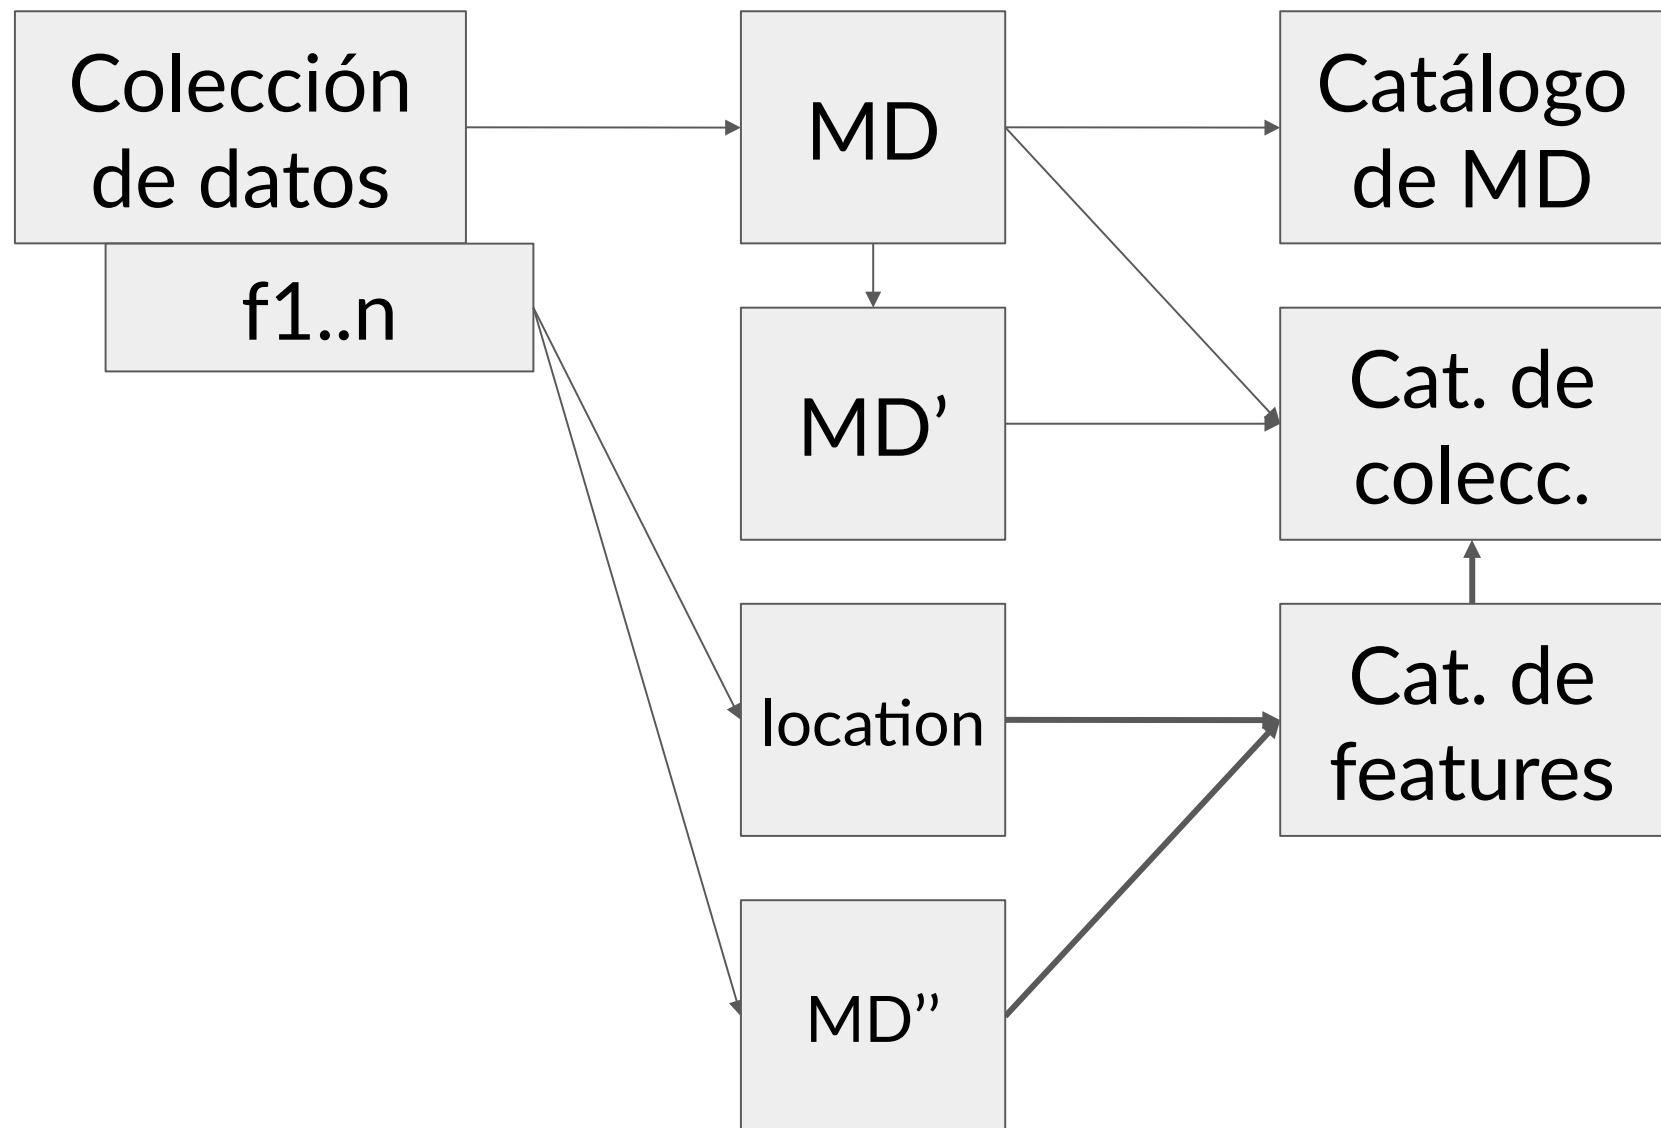 Colección
de datos
f1..n
MD
MD’
location
MD’’
Catálogo
de MD
Cat. de
colecc.
Cat. de
features